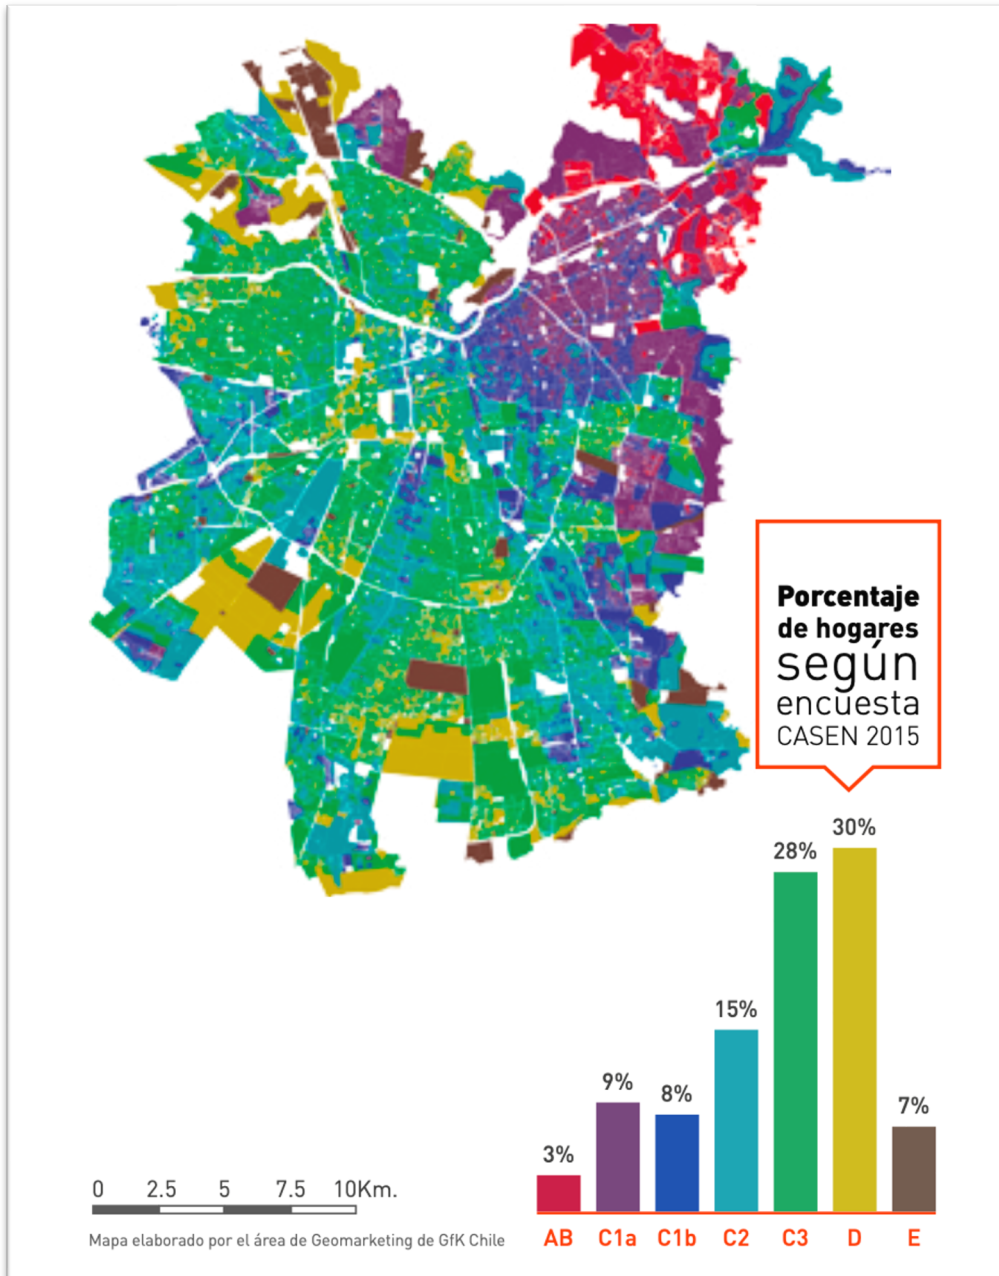 Porcentaje
de hogares
según
encuesta
CASEN 2015
30%
28%
15%
9%
8%
7%
3%
0 2.5 5 7.5 10Km.
AB C1a C1b C2 C3 D E
Mapa elaborado por el área de Geomarketing de GfK Chile